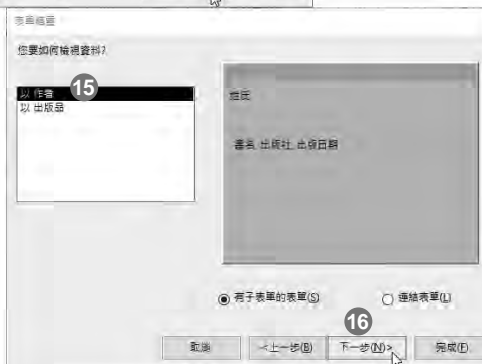 表單精靈
您要如何檢視資料?
以 作者
15
以 出版品
姓氏
書名, 出版社, 出版日期
有子表單的表單(S)
連結表單(L)
16
取消
<上一步(B)
下一步(N)>
完成(F)